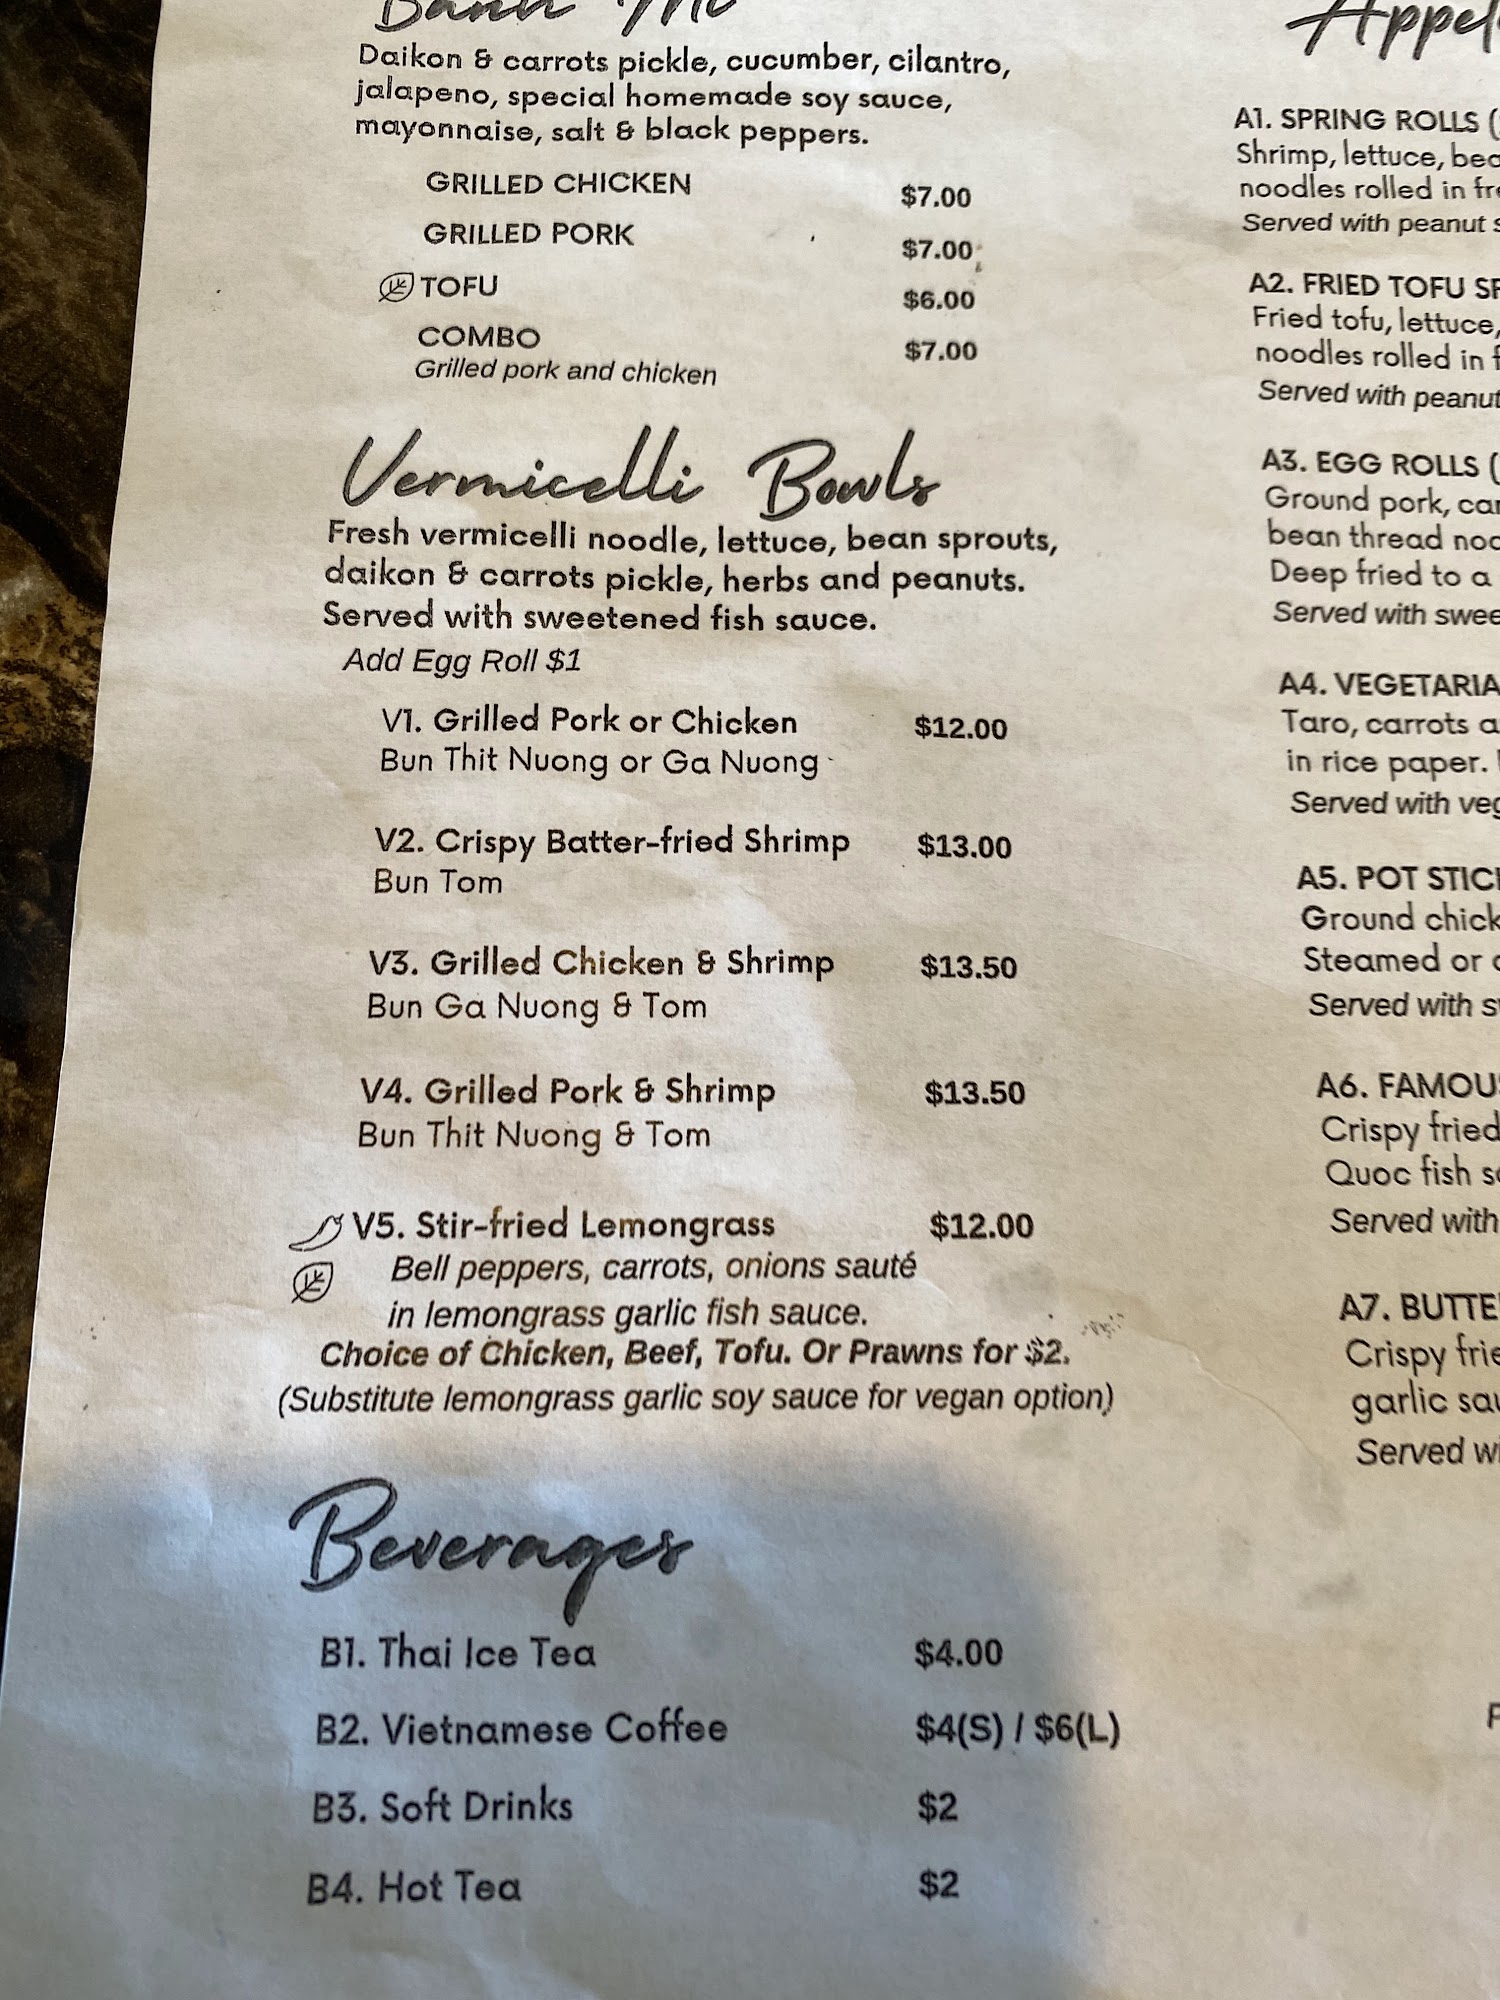 Banh Mi
Daikon & carrots pickle, cucumber, cilantro,
jalapeno, special homemade soy sauce,
mayonnaise, salt & black peppers.
GRILLED CHICKEN $7.00
GRILLED PORK $7.00
TOFU $6.00
COMBO $7.00
Grilled pork and chicken
Vermicelli Bowls
Fresh vermicelli noodle, lettuce, bean sprouts,
daikon & carrots pickle, herbs and peanuts.
Served with sweetened fish sauce.
Add Egg Roll $1
V1. Grilled Pork or Chicken $12.00
Bun Thit Nuong or Ga Nuong
V2. Crispy Batter-fried Shrimp $13.00
Bun Tom
V3. Grilled Chicken & Shrimp $13.50
Bun Ga Nuong & Tom
V4. Grilled Pork & Shrimp $13.50
Bun Thit Nuong & Tom
V5. Stir-fried Lemongrass $12.00
Bell peppers, carrots, onions sauté
in lemongrass garlic fish sauce.
Choice of Chicken, Beef, Tofu. Or Prawns for $2.
(Substitute lemongrass garlic soy sauce for vegan option)
Beverages
B1. Thai Ice Tea $4.00
B2. Vietnamese Coffee $4(S) / $6(L)
B3. Soft Drinks $2
B4. Hot Tea $2
A1. SPRING ROLLS (
Shrimp, lettuce,
noodles rolled in
Served with peanut
A2. FRIED TOFU
Fried tofu, lettuce,
noodles rolled in
Served with peanut
A3. EGG ROLLS (
Ground pork,
bean thread
Deep fried to a
Served with
A4.
Taro, carrots
in rice paper.
Served with
A5. POT
Ground
Steamed or
Served with
A6.
Crispy fried
Quoc fish
Served with
A7.
Crispy
garlic
Served